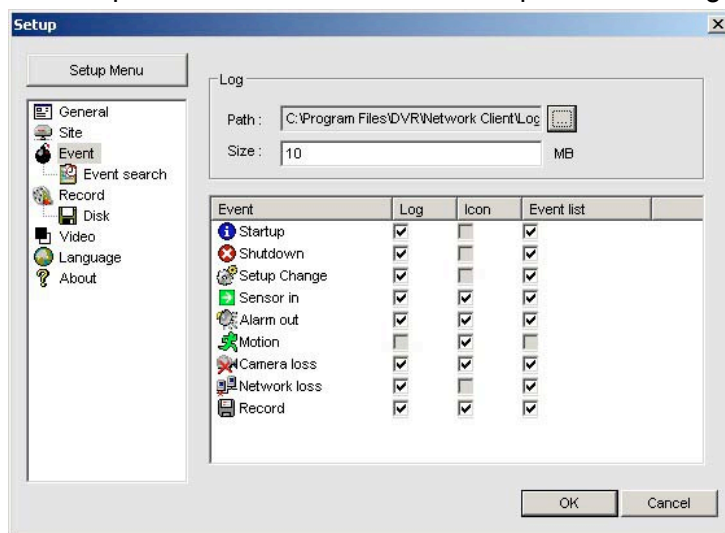 Setup
Setup Menu
General
Site
Event
Event search
Record
Disk
Video
Language
About
Log
Path :
C:\Program Files\DVR\Network Client\Log
Size :
10
MB
Event Log Icon Event list
Startup
Shutdown
Setup Change
Sensor in
Alarm out
Motion
Camera loss
Network loss
Record
OK
Cancel